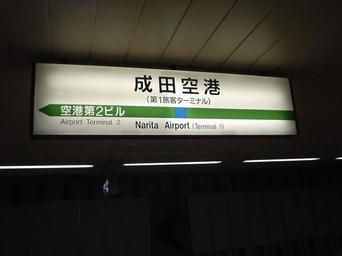 成田空港
(第1旅客ターミナル)
空港第2ビル
Airport Terminal 2
Narita Airport (Terminal 1)